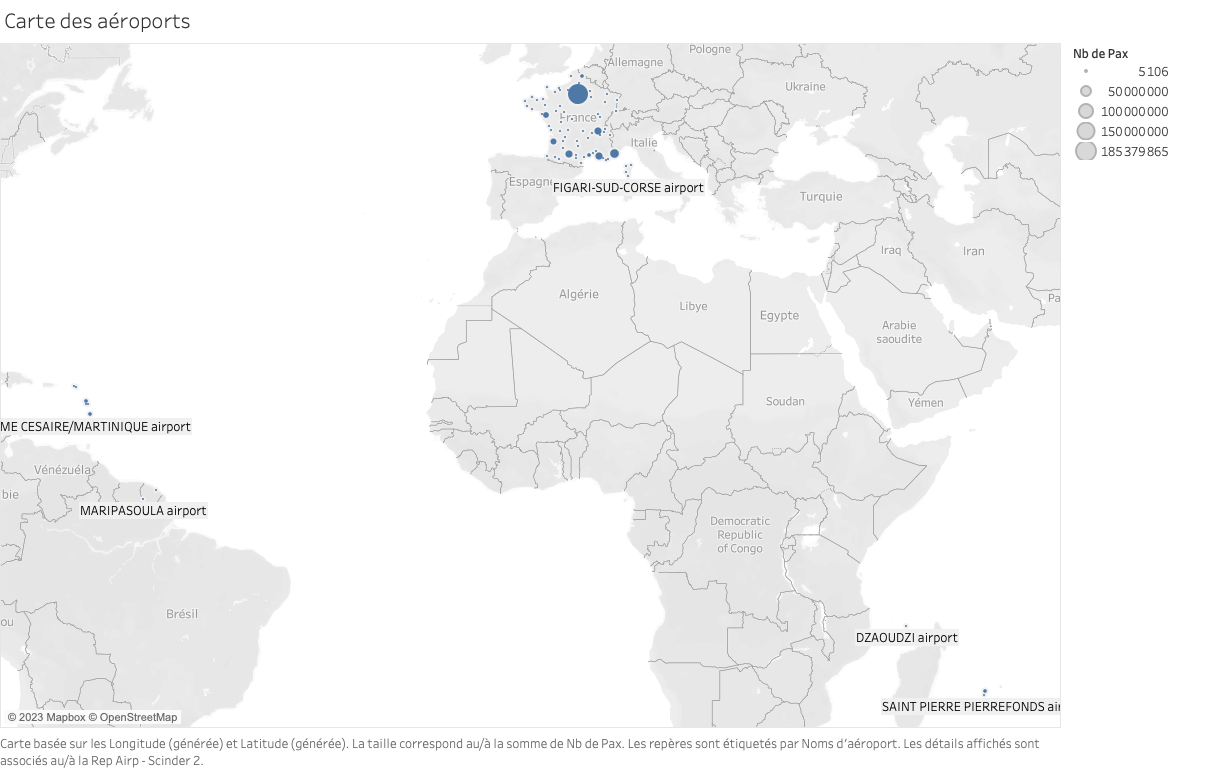 Carte des aéroports
Nb de Pax
5 106
50 000 000
100 000 000
150 000 000
185 379 865
Pologne
Allemagne
Ukraine
France
Italie
Espagne
FIGARI-SUD-CORSE airport
Turquie
Iraq
Iran
Algérie
Libye
Egypte
Pa
Arabie
saoudite
Soudan
Yémen
ME CESAIRE/MARTINIQUE airport
Vénézuéla
bie
MARIPASOULA airport
Democratic
Republic
of Congo
Brésil
ou
DZAOUDZI airport
SAINT PIERRE PIERREFONDS air
© 2023 Mapbox © OpenStreetMap
Carte basée sur les Longitude (générée) et Latitude (générée). La taille correspond au/à la somme de Nb de Pax. Les repères sont étiquetés par Noms d'aéroport. Les détails affichés sont
associés au/à la Rep Airp - Scinder 2.